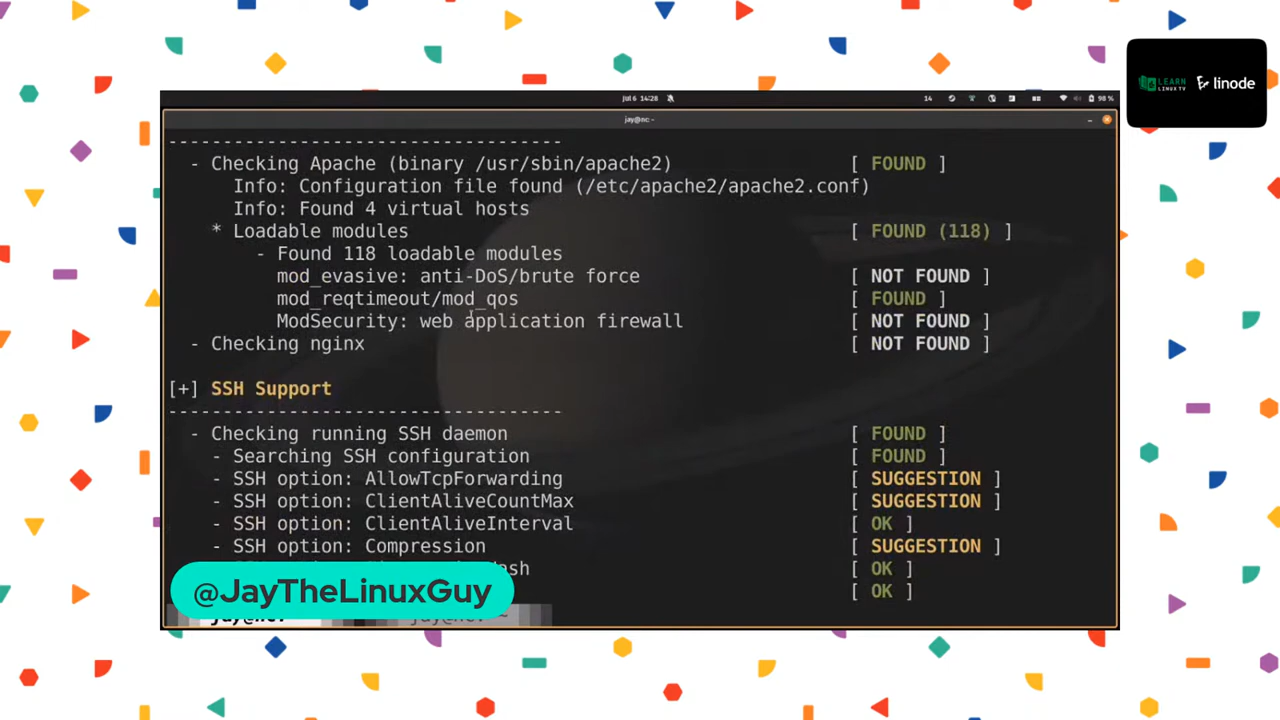 LEARN
LINUX TV
linode
Jul 6 14:28
14
98 %
jay@nc: ~
-----------------------------------
- Checking Apache (binary /usr/sbin/apache2) [ FOUND ]
Info: Configuration file found (/etc/apache2/apache2.conf)
Info: Found 4 virtual hosts
* Loadable modules [ FOUND (118) ]
- Found 118 loadable modules
mod_evasive: anti-DoS/brute force [ NOT FOUND ]
mod_reqtimeout/mod_qos [ FOUND ]
ModSecurity: web application firewall [ NOT FOUND ]
- Checking nginx [ NOT FOUND ]
[+] SSH Support
-----------------------------------
- Checking running SSH daemon [ FOUND ]
- Searching SSH configuration [ FOUND ]
- SSH option: AllowTcpForwarding [ SUGGESTION ]
- SSH option: ClientAliveCountMax [ SUGGESTION ]
- SSH option: ClientAliveInterval [ OK ]
- SSH option: Compression [ SUGGESTION ]
[ OK ]
@JayTheLinuxGuy [ OK ]